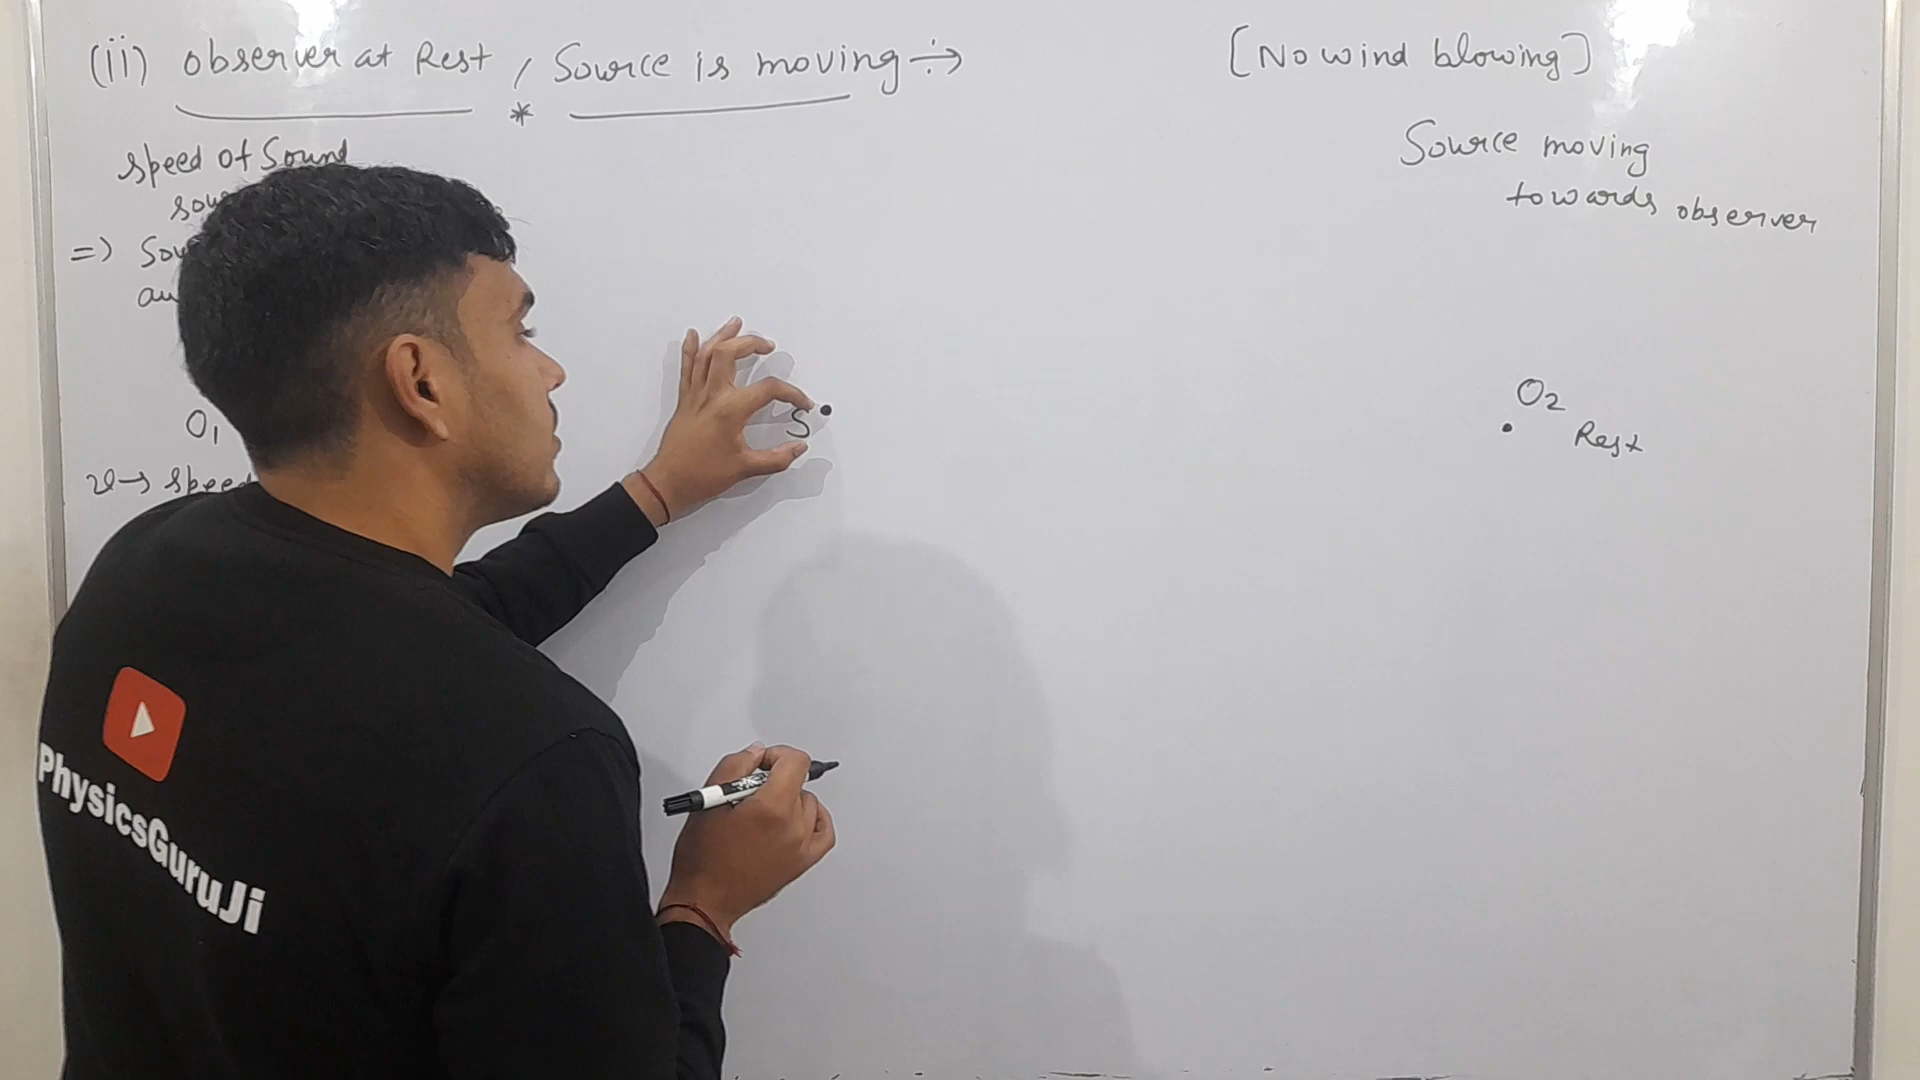 (ii) observer at Rest , Source is moving ÷→
*
[No wind blowing]
speed of Sound
=)
Source moving
towards observer
O1
S
O2
Rest
v→ speed
PhysicsGuruJi